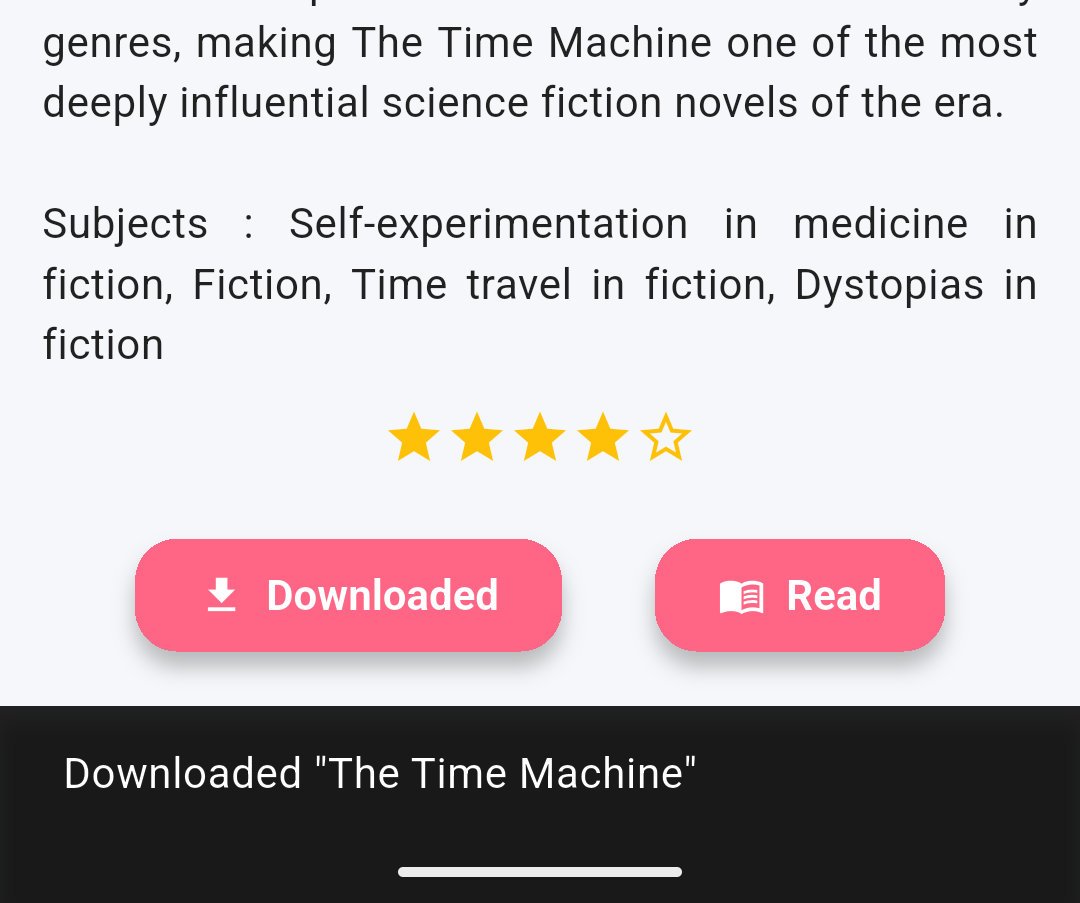 genres, making The Time Machine one of the most
deeply influential science fiction novels of the era.
Subjects : Self-experimentation in medicine in
fiction, Fiction, Time travel in fiction, Dystopias in
fiction
Downloaded
Read
Downloaded "The Time Machine"